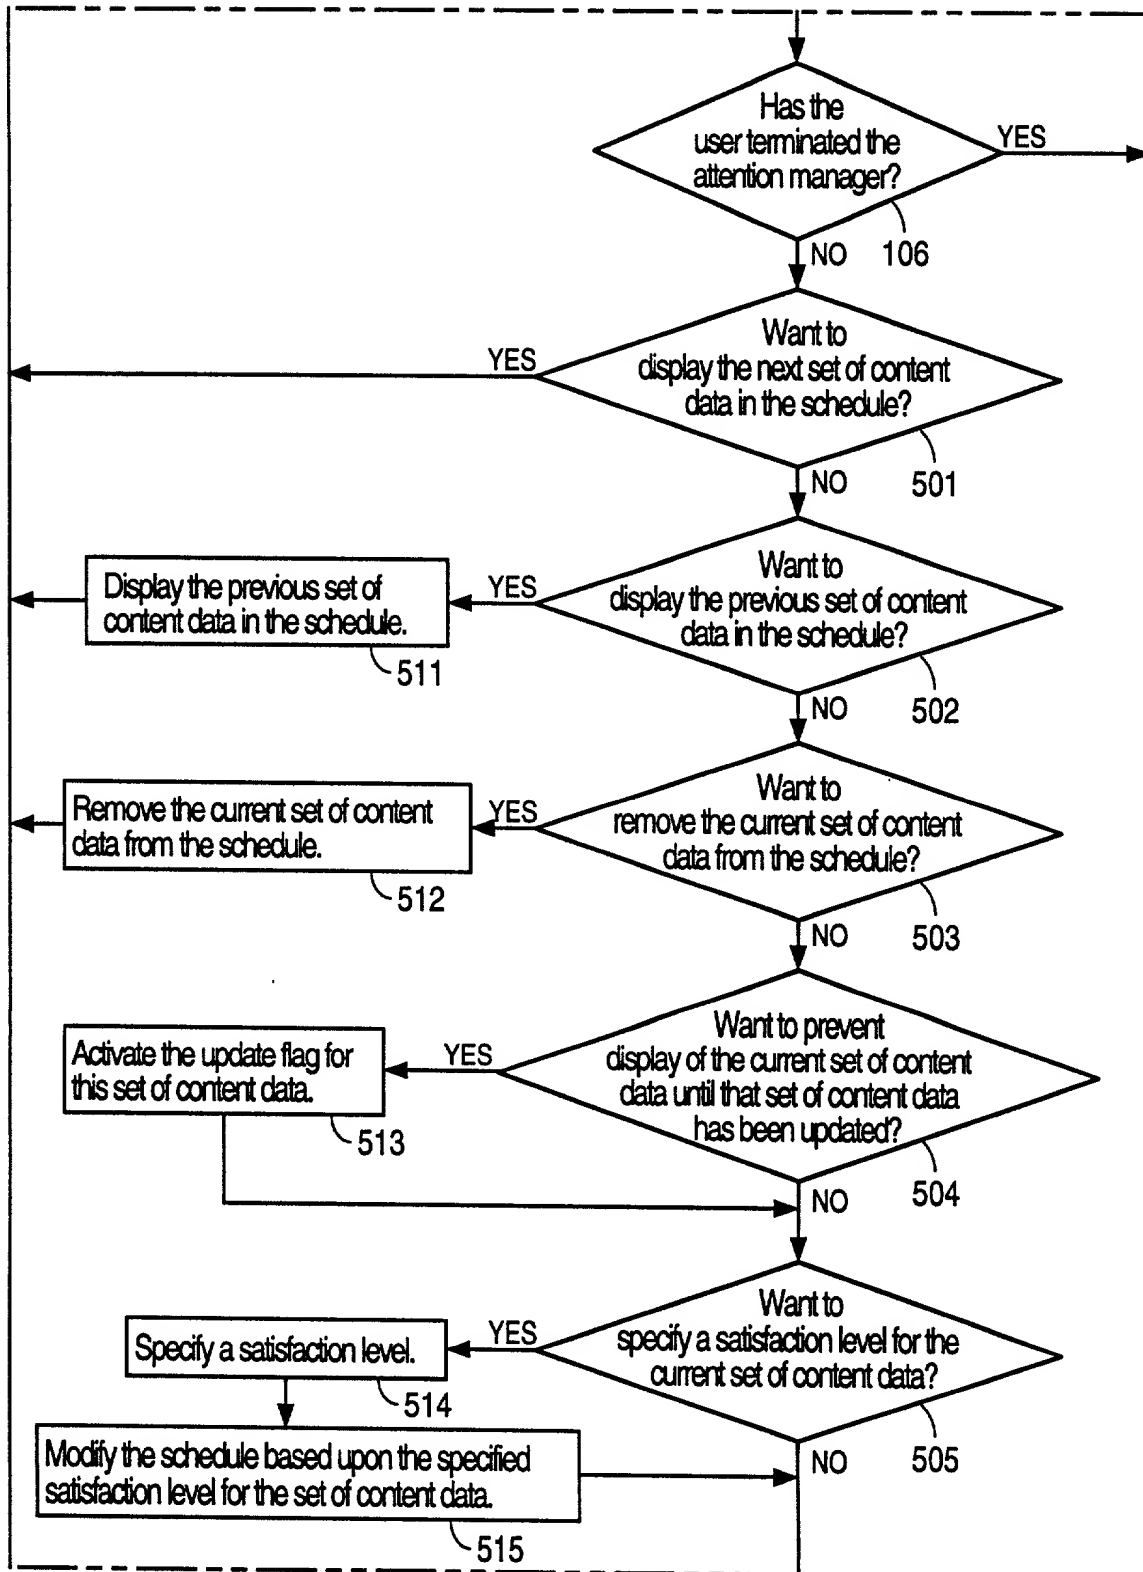 Has the
user terminated the
attention manager?
YES
NO
106
Want to
display the next set of content
data in the schedule?
YES
NO
501
Want to
display the previous set of content
data in the schedule?
YES
Display the previous set of
content data in the schedule.
511
NO
502
Want to
remove the current set of content
data from the schedule?
YES
Remove the current set of content
data from the schedule.
512
NO
503
Want to prevent
display of the current set of content
data until that set of content data
has been updated?
YES
Activate the update flag for
this set of content data.
513
NO
504
Want to
specify a satisfaction level for the
current set of content data?
YES
Specify a satisfaction level.
514
NO
505
Modify the schedule based upon the specified
satisfaction level for the set of content data.
515